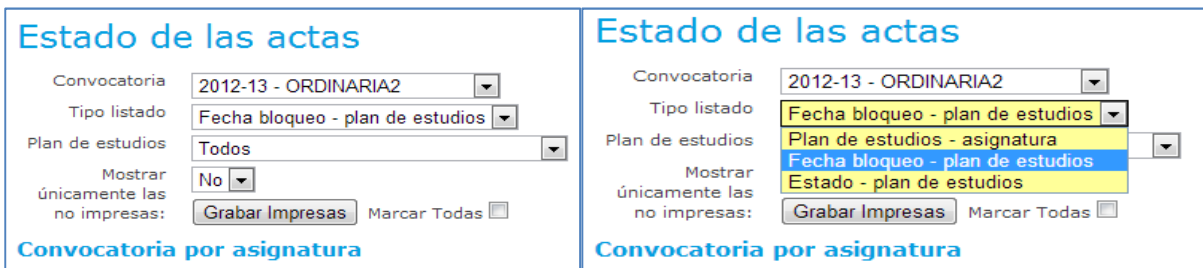 Estado de las actas
Convocatoria 2012-13 - ORDINARIA2
Tipo listado Fecha bloqueo - plan de estudios
Plan de estudios Todos
Mostrar
únicamente las
no impresas:
No
Grabar Impresas Marcar Todas
Convocatoria por asignatura
Estado de las actas
Convocatoria 2012-13 - ORDINARIA2
Tipo listado Fecha bloqueo - plan de estudios
Plan de estudios
Plan de estudios - asignatura
Fecha bloqueo - plan de estudios
Estado - plan de estudios
Mostrar
únicamente las
no impresas:
Grabar Impresas Marcar Todas
Convocatoria por asignatura